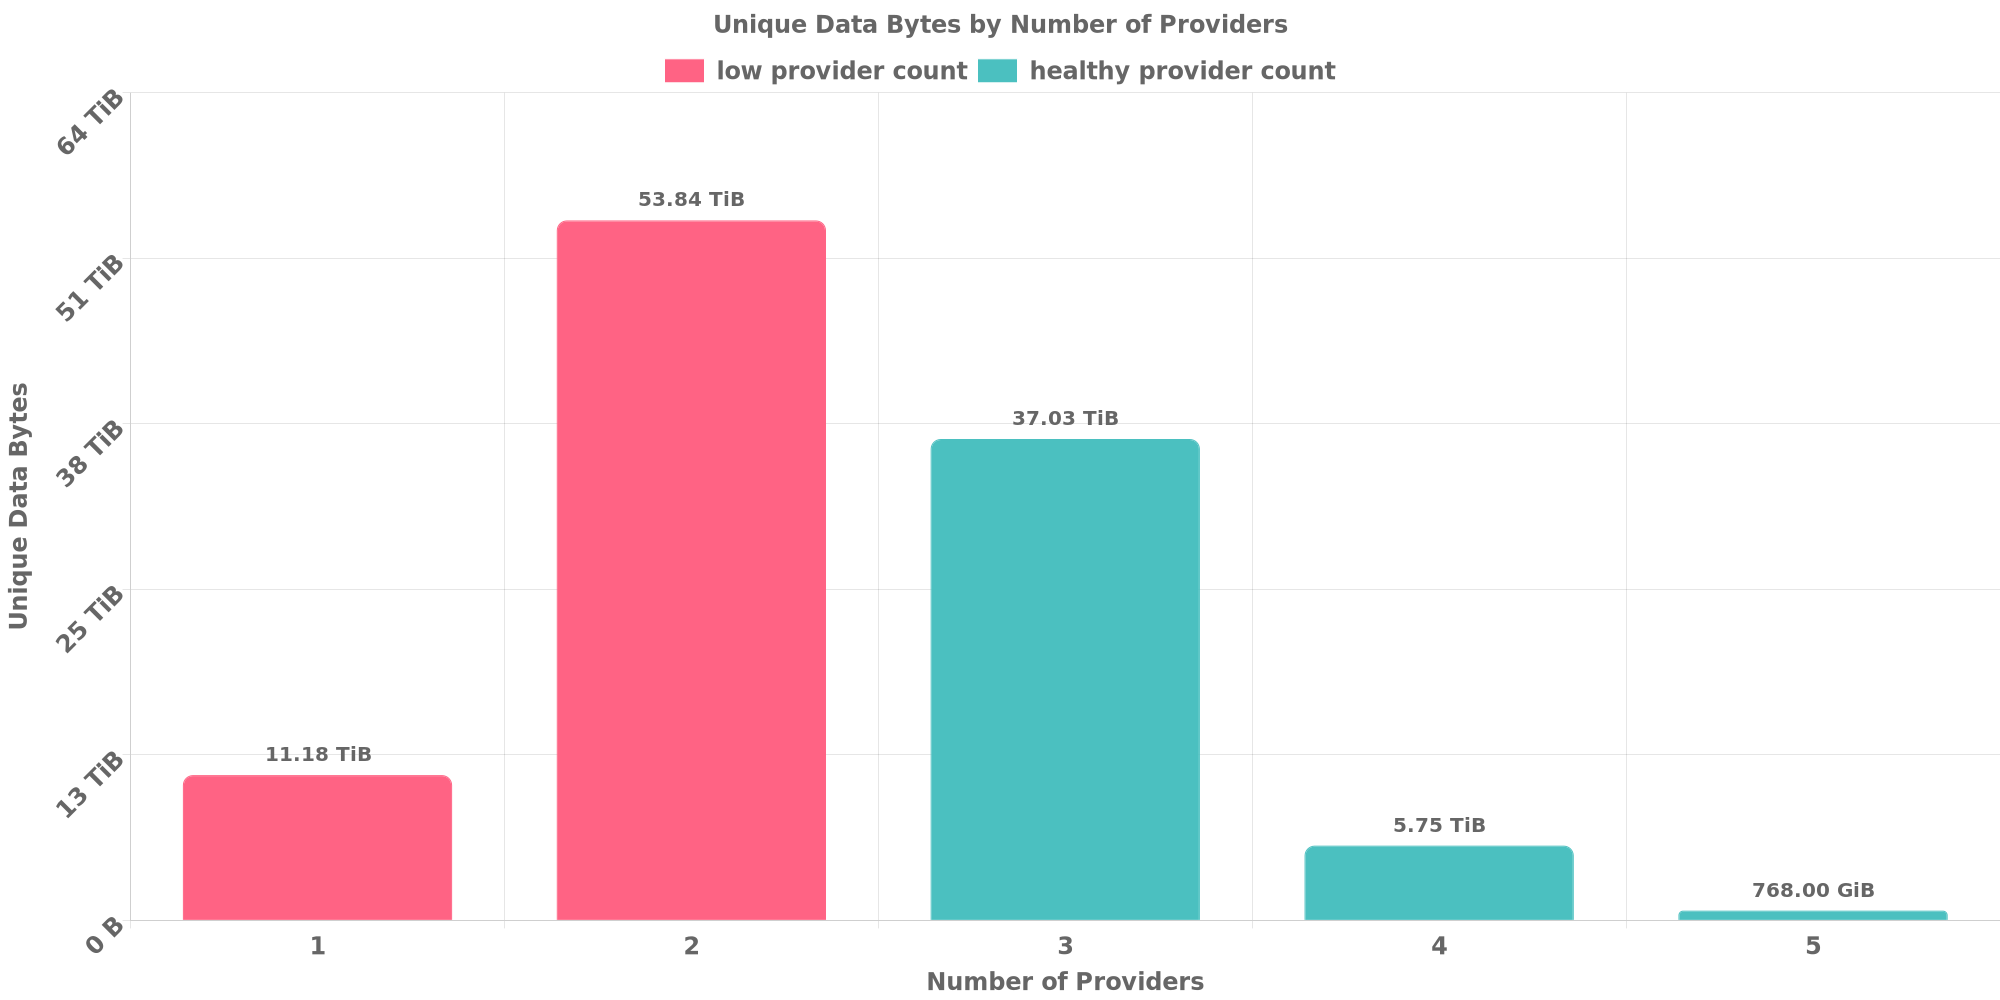 Unique Data Bytes by Number of Providers
low provider count healthy provider count
64 TiB
51 TiB
38 TiB
25 TiB
13 TiB
0 B
Unique Data Bytes
11.18 TiB
53.84 TiB
37.03 TiB
5.75 TiB
768.00 GiB
1 2 3 4 5
Number of Providers